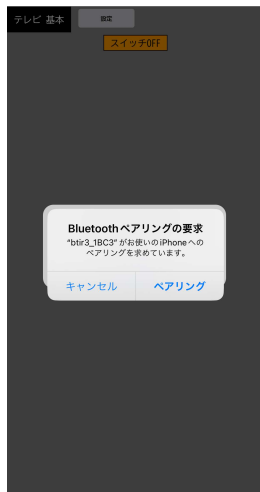 テレビ 基本
設定
スイッチOFF
Bluetoothペアリングの要求
"btir3_1BC3" がお使いのiPhoneへの
ペアリングを求めています。
キャンセル
ペアリング